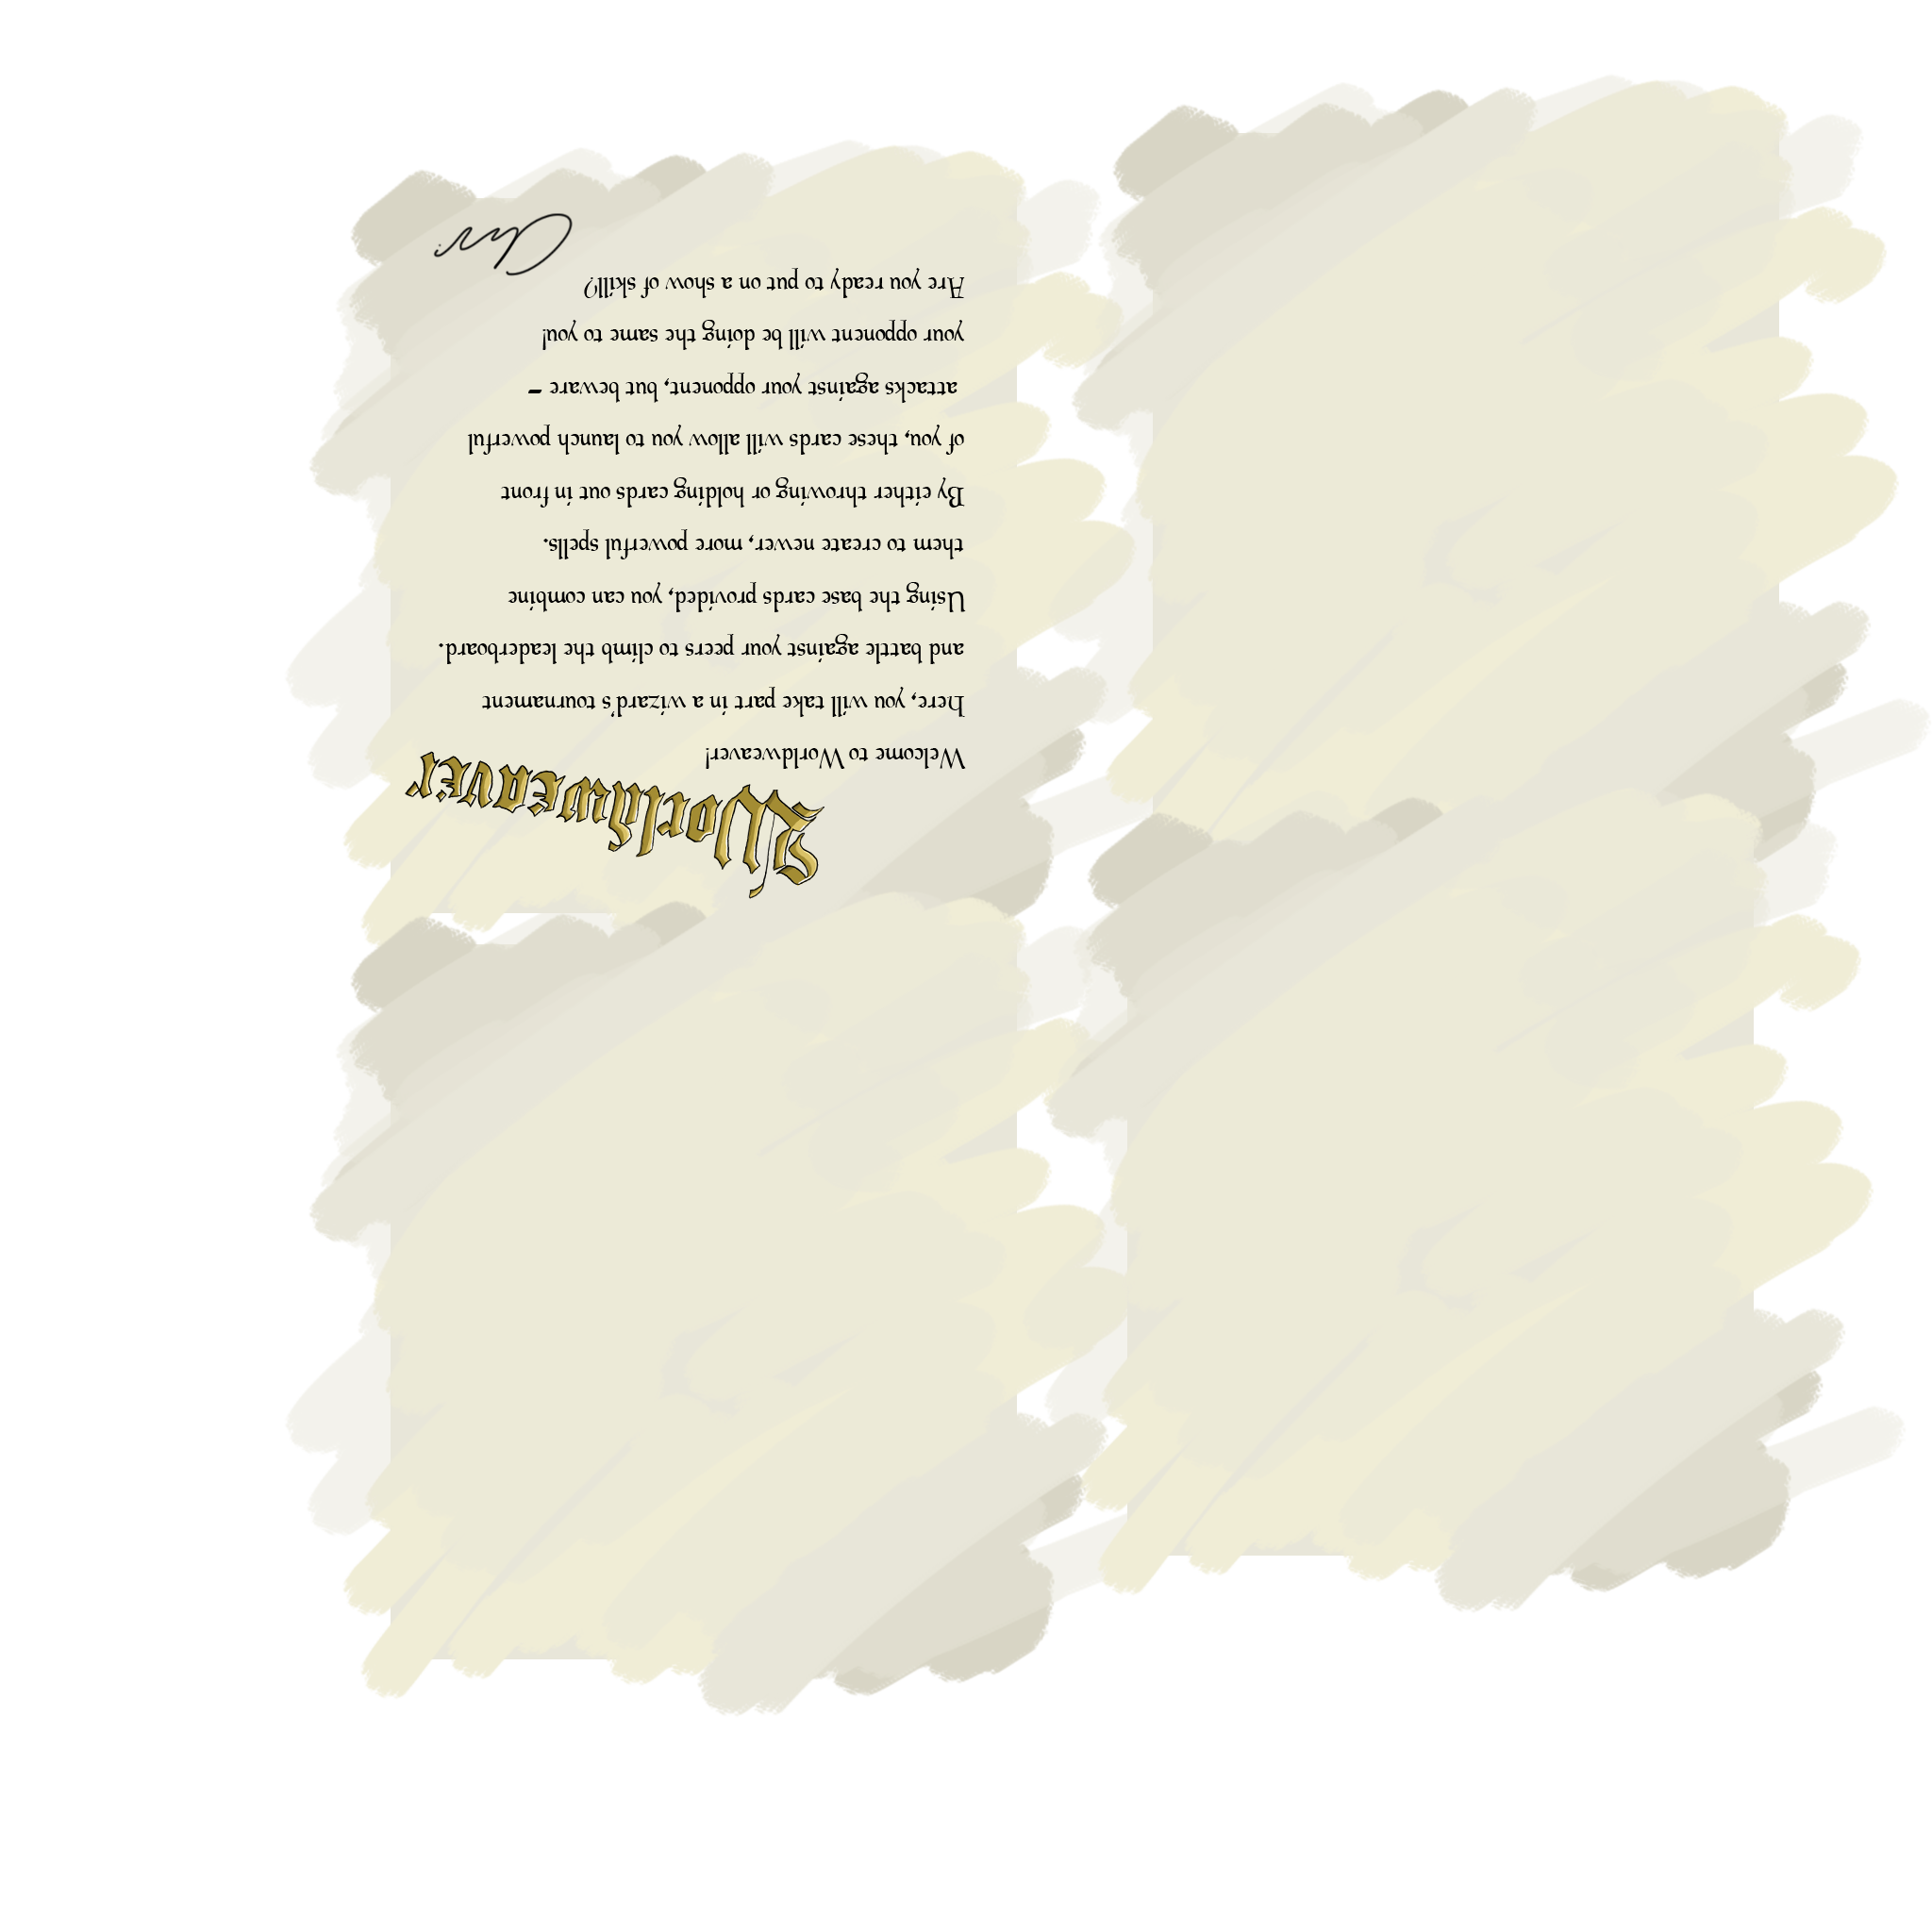 Worldweaver
Welcome to Worldweaver!
Here, you will take part in a wizard's tournament
and battle against your peers to climb the leaderboard.
Using the base cards provided, you can combine
them to create newer, more powerful spells.
By either throwing or holding cards out in front
of you, these cards will allow you to launch powerful
attacks against your opponent, but beware -
your opponent will be doing the same to you!
Are you ready to put on a show of skill!?